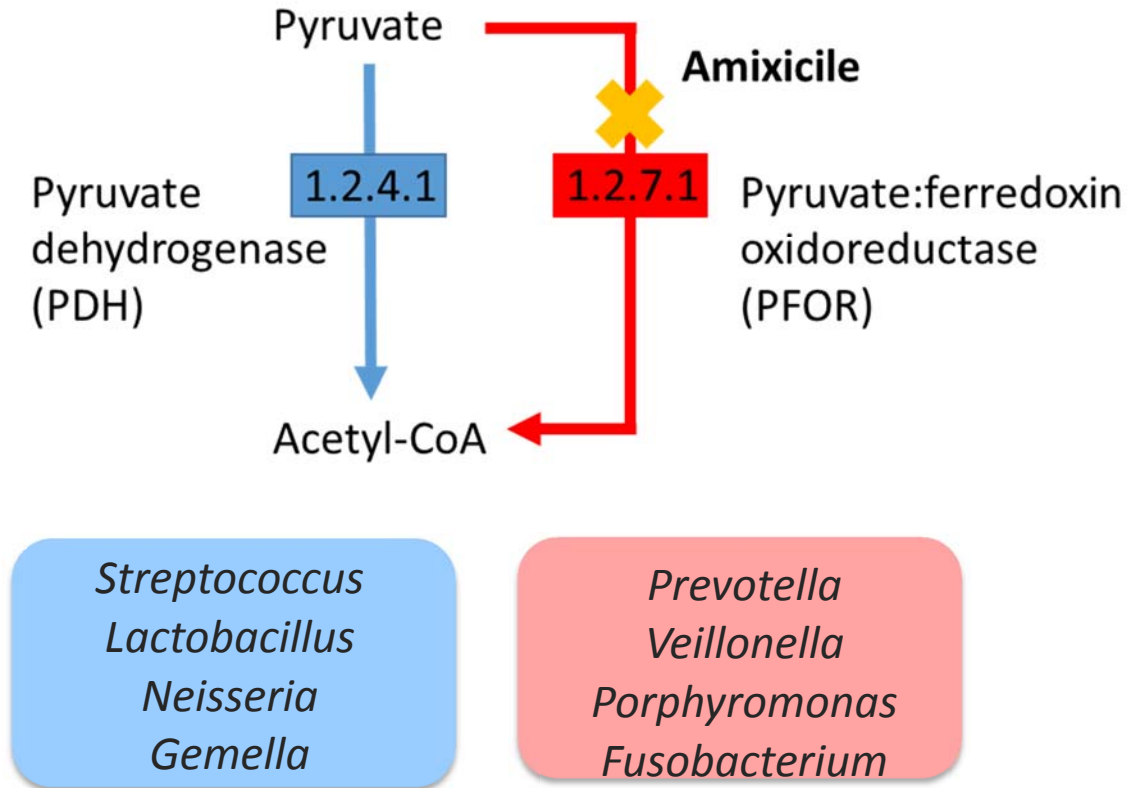 Pyruvate
Amixicile
Pyruvate
dehydrogenase
(PDH)
1.2.4.1
1.2.7.1
Pyruvate:ferredoxin
oxidoreductase
(PFOR)
Acetyl-CoA
Streptococcus
Lactobacillus
Neisseria
Gemella
Prevotella
Veillonella
Porphyromonas
Fusobacterium